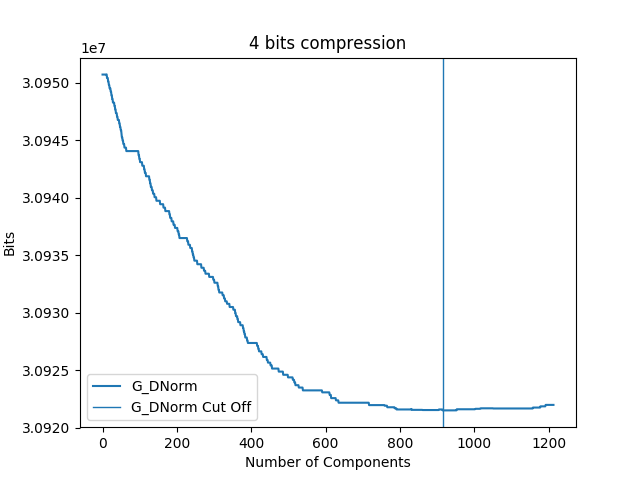 4 bits compression
1e7
3.0950
3.0945
3.0940
3.0935
3.0930
3.0925
3.0920
Bits
G_DNorm
G_DNorm Cut Off
0 200 400 600 800 1000 1200
Number of Components